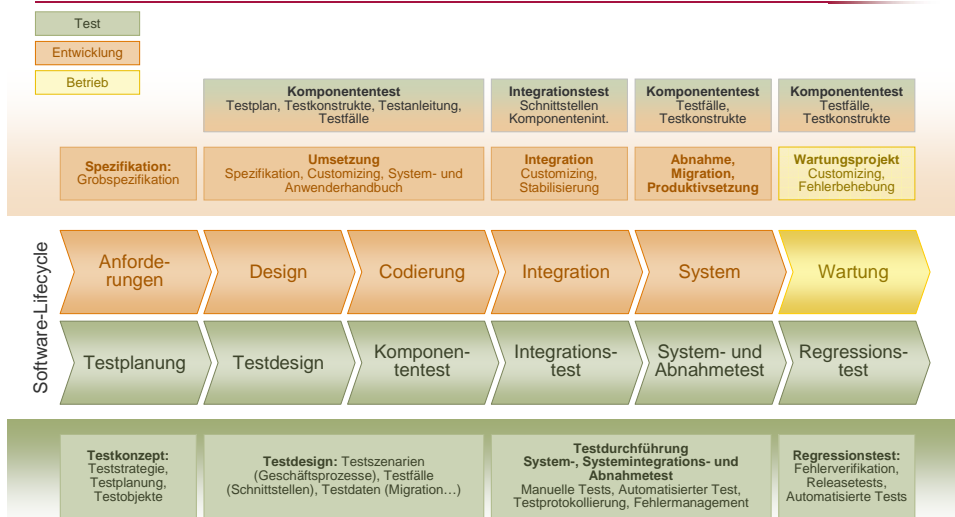 Test
Entwicklung
Betrieb
Komponententest
Testplan, Testkonstrukte, Testanleitung,
Testfälle
Integrationstest
Schnittstellen
Komponentenint.
Komponententest
Testfälle,
Testkonstrukte
Komponententest
Testfälle,
Testkonstrukte
Spezifikation:
Grobspezifikation
Umsetzung
Spezifikation, Customizing, System- und
Anwenderhandbuch
Integration
Customizing,
Stabilisierung
Abnahme,
Migration,
Produktivsetzung
Wartungsprojekt
Customizing,
Fehlerbehebung
Software-Lifecycle
Anforde-
rungen
Design
Codierung
Integration
System
Wartung
Testplanung
Testdesign
Komponen-
tentest
Integrations-
test
System- und
Abnahmetest
Regressions-
test
Testkonzept:
Teststrategie,
Testplanung,
Testobjekte
Testdesign: Testszenarien
(Geschäftsprozesse), Testfälle
(Schnittstellen), Testdaten (Migration…)
Testdurchführung
System-, Systemintegrations- und
Abnahmetest
Manuelle Tests, Automatisierter Test,
Testprotokollierung, Fehlermanagement
Regressionstest:
Fehlerverifikation,
Releasetests,
Automatisierte Tests